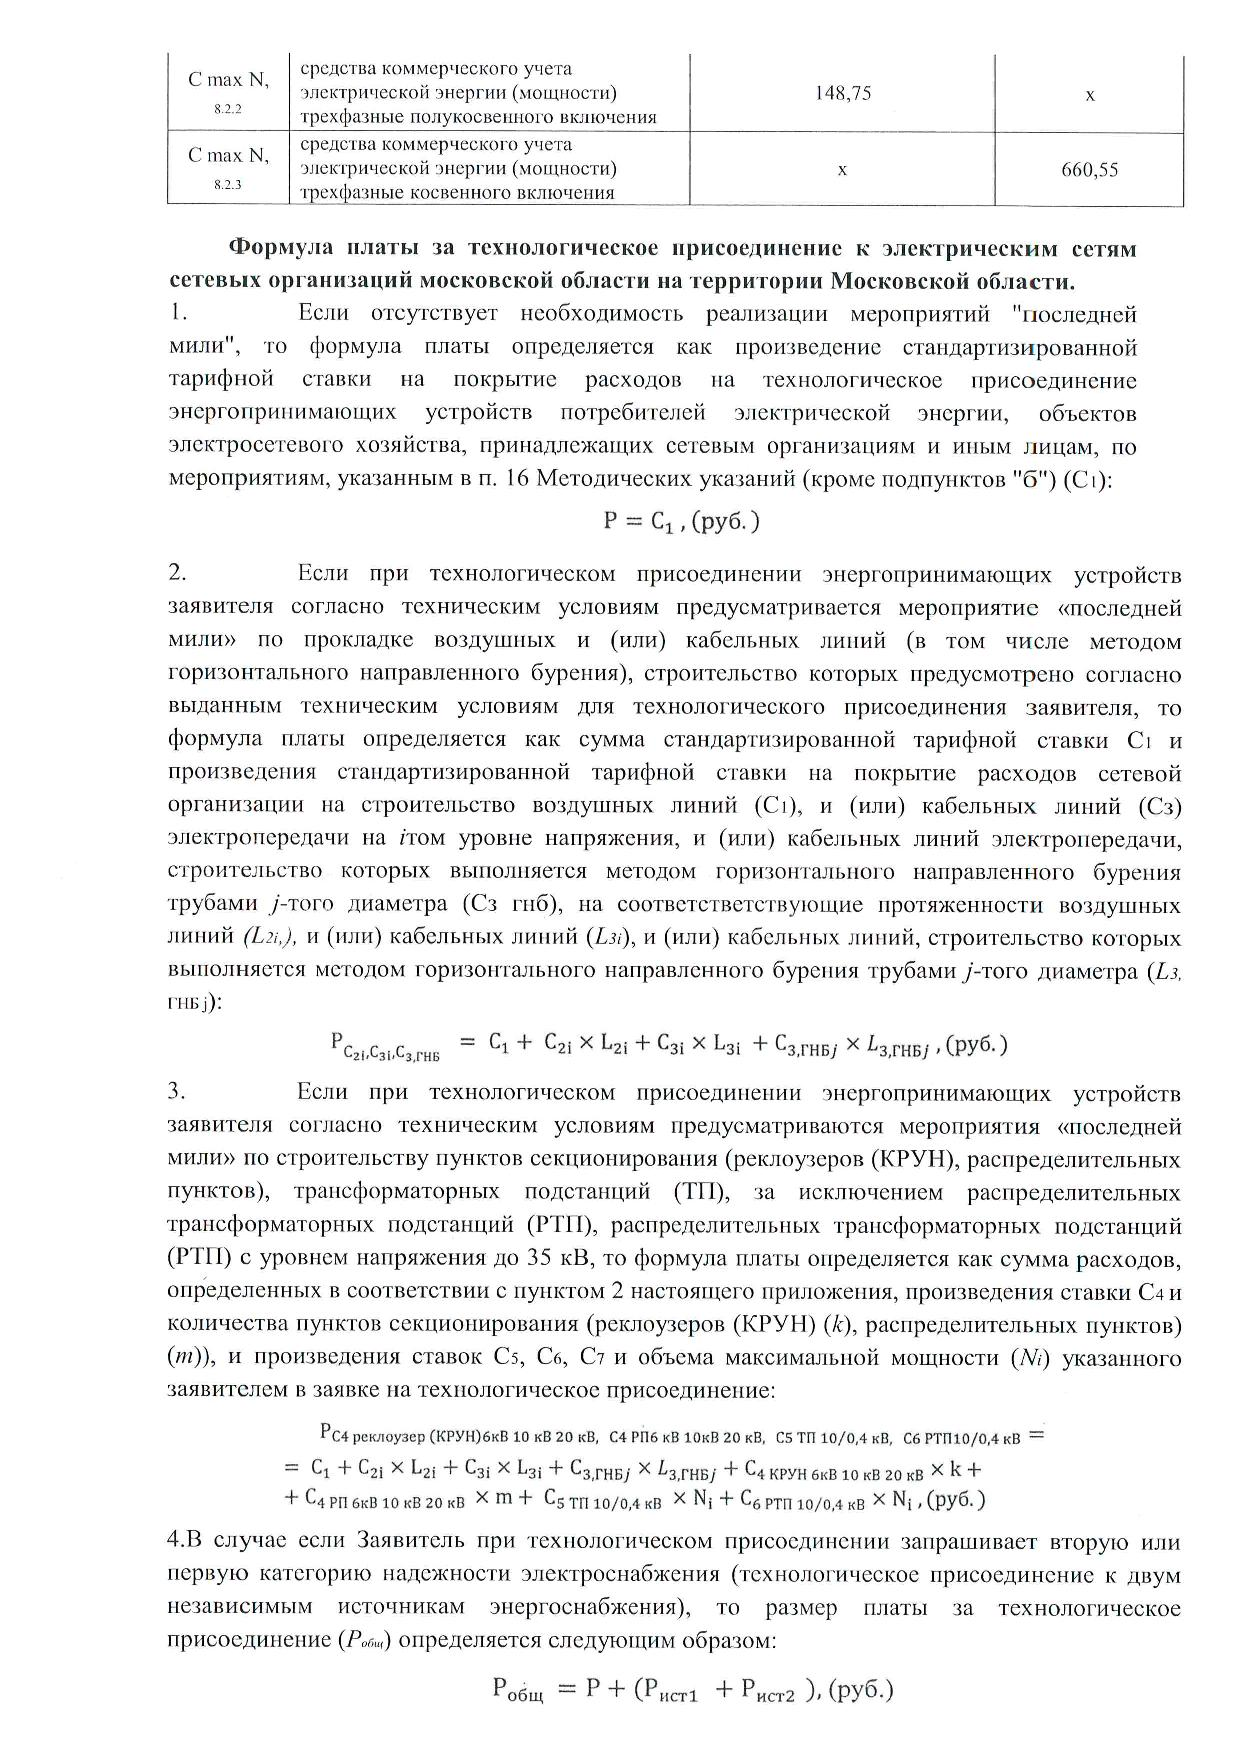 C max N, 8.2.2
средства коммерческого учета
электрической энергии (мощности)
трехфазные полукосвенного включения
148,75
х
C max N, 8.2.3
средства коммерческого учета
электрической энергии (мощности)
трехфазные косвенного включения
х
660,55
Формула платы за технологическое присоединение к электрическим сетям
сетевых организаций московской области на территории Московской области.
1. Если отсутствует необходимость реализации мероприятий "последней
мили", то формула платы определяется как произведение стандартизированной
тарифной ставки на покрытие расходов на технологическое присоединение
энергопринимающих устройств потребителей электрической энергии, объектов
электросетевого хозяйства, принадлежащих сетевым организациям и иным лицам, по
мероприятиям, указанным в п. 16 Методических указаний (кроме подпунктов "б") (С1):
P = C₁ , (руб.)
2. Если при технологическом присоединении энергопринимающих устройств
заявителя согласно техническим условиям предусматривается мероприятие «последней
мили» по прокладке воздушных и (или) кабельных линий (в том числе методом
горизонтального направленного бурения), строительство которых предусмотрено согласно
выданным техническим условиям для технологического присоединения заявителя, то
формула платы определяется как сумма стандартизированной тарифной ставки С1 и
произведения стандартизированной тарифной ставки на покрытие расходов сетевой
организации на строительство воздушных линий (С1), и (или) кабельных линий (С3)
электропередачи на iтом уровне напряжения, и (или) кабельных линий электропередачи,
строительство которых выполняется методом горизонтального направленного бурения
трубами j-того диаметра (С3 гнб), на соответстветствующие протяженности воздушных
линий (L2i,), и (или) кабельных линий (L3i), и (или) кабельных линий, строительство которых
выполняется методом горизонтального направленного бурения трубами j-того диаметра (L3,
ГНБ j):
P C2i,C3i,C3,ГНБ = C₁ + C2i × L2i + C3i × L3i + C3,ГНБj × L3,ГНБj , (руб.)
3. Если при технологическом присоединении энергопринимающих устройств
заявителя согласно техническим условиям предусматриваются мероприятия «последней
мили» по строительству пунктов секционирования (реклоузеров (КРУН), распределительных
пунктов), трансформаторных подстанций (ТП), за исключением распределительных
трансформаторных подстанций (РТП), распределительных трансформаторных подстанций
(РТП) с уровнем напряжения до 35 кВ, то формула платы определяется как сумма расходов,
определенных в соответствии с пунктом 2 настоящего приложения, произведения ставки С4 и
количества пунктов секционирования (реклоузеров (КРУН) (k), распределительных пунктов)
(m)), и произведения ставок С5, С6, С7 и объема максимальной мощности (Ni) указанного
заявителем в заявке на технологическое присоединение:
P С4 реклоузер (КРУН)6кВ 10 кВ 20 кВ, С4 РП6 кВ 10кВ 20 кВ, С5 ТП 10/0,4 кВ, С6 РТП10/0,4 кВ =
= C₁ + C2i × L2i + C3i × L3i + C3,ГНБj × L3,ГНБj + C4 КРУН 6кВ 10 кВ 20 кВ × k +
+ C4 РП 6кВ 10 кВ 20 кВ × m + C5 ТП 10/0,4 кВ × Ni + C6 РТП 10/0,4 кВ × Ni , (руб.)
4.В случае если Заявитель при технологическом присоединении запрашивает вторую или
первую категорию надежности электроснабжения (технологическое присоединение к двум
независимым источникам энергоснабжения), то размер платы за технологическое
присоединение (Pобщ) определяется следующим образом:
Pобщ = P + (Pист1 + Pист2 ), (руб.)